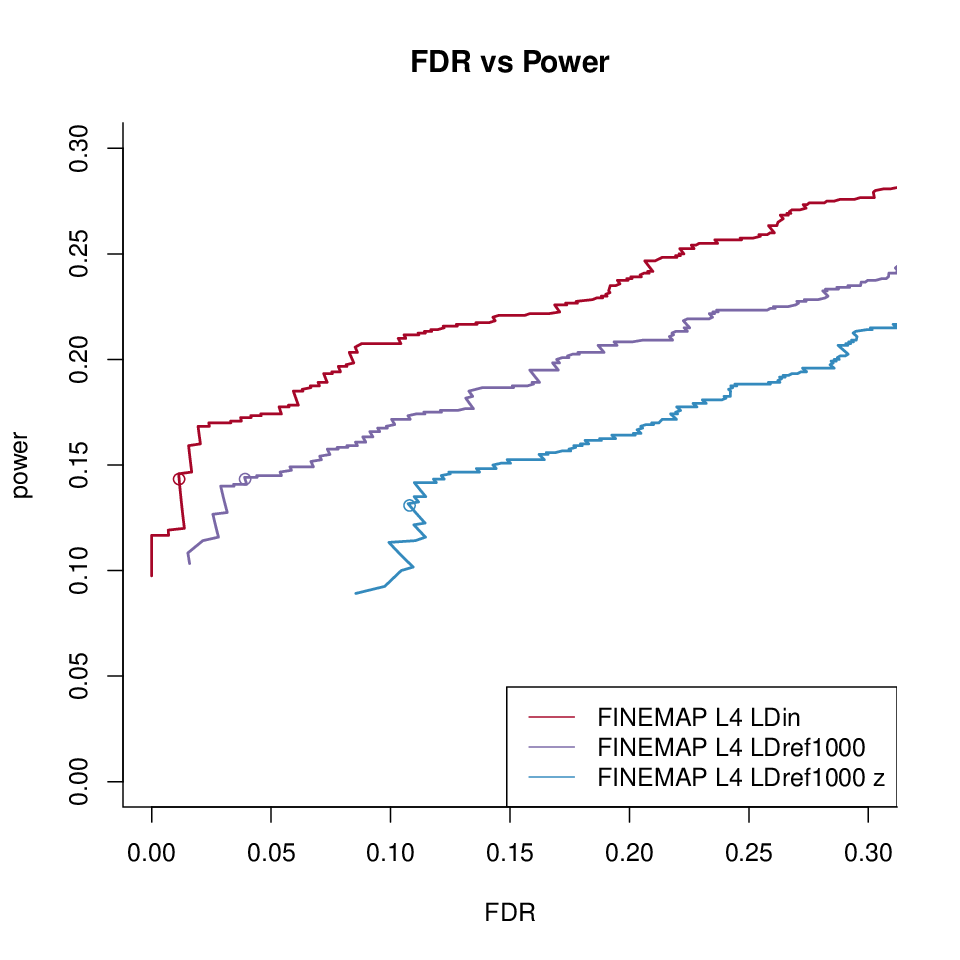 FDR vs Power
0.30
0.25
0.20
0.15
0.10
0.05
0.00
power
FINEMAP L4 LDin
FINEMAP L4 LDref1000
FINEMAP L4 LDref1000 z
0.00 0.05 0.10 0.15 0.20 0.25 0.30
FDR